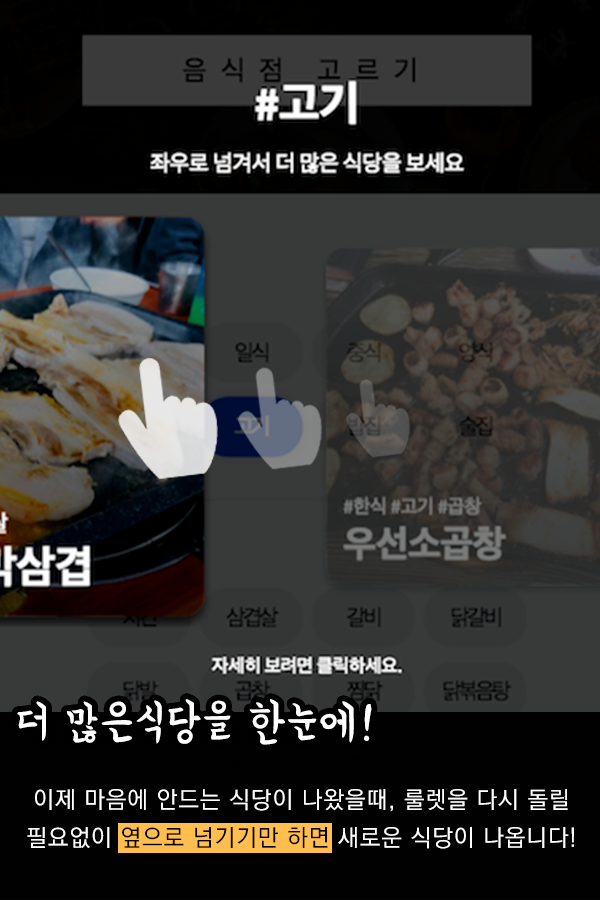 음식점 고르기
#고기
좌우로 넘겨서 더 많은 식당을 보세요
일식 중식 양식
고기 밥집 술집
#한식 #고기 #곱창
우선소곱창
살
막삼겹
치킨 삼겹살 갈비 닭갈비
자세히 보려면 클릭하세요.
닭발 곱창 찜닭 닭볶음탕
더 많은식당을 한눈에!
이제 마음에 안드는 식당이 나왔을때, 룰렛을 다시 돌릴
필요없이 옆으로 넘기기만 하면 새로운 식당이 나옵니다!